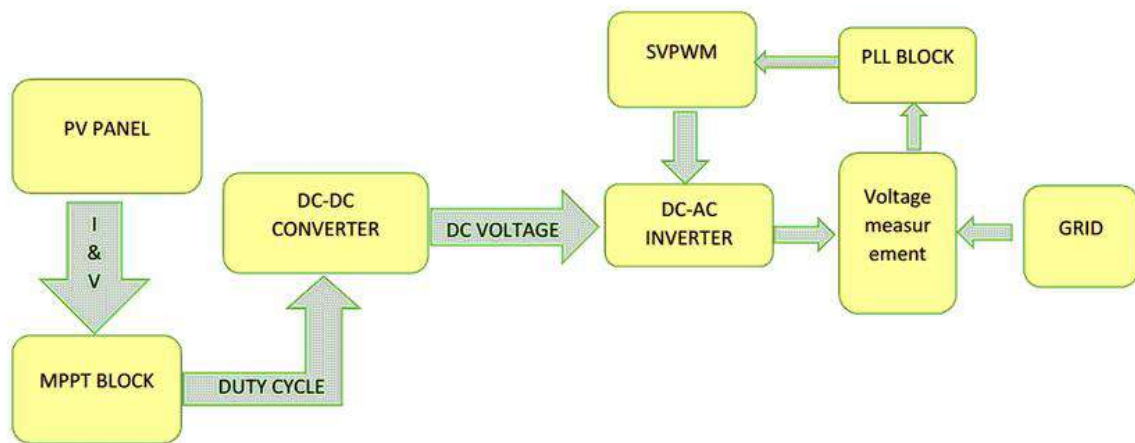 PV PANEL
I
&
V
MPPT BLOCK
DUTY CYCLE
DC-DC
CONVERTER
DC VOLTAGE
SVPWM
PLL BLOCK
DC-AC
INVERTER
Voltage
measur
ement
GRID